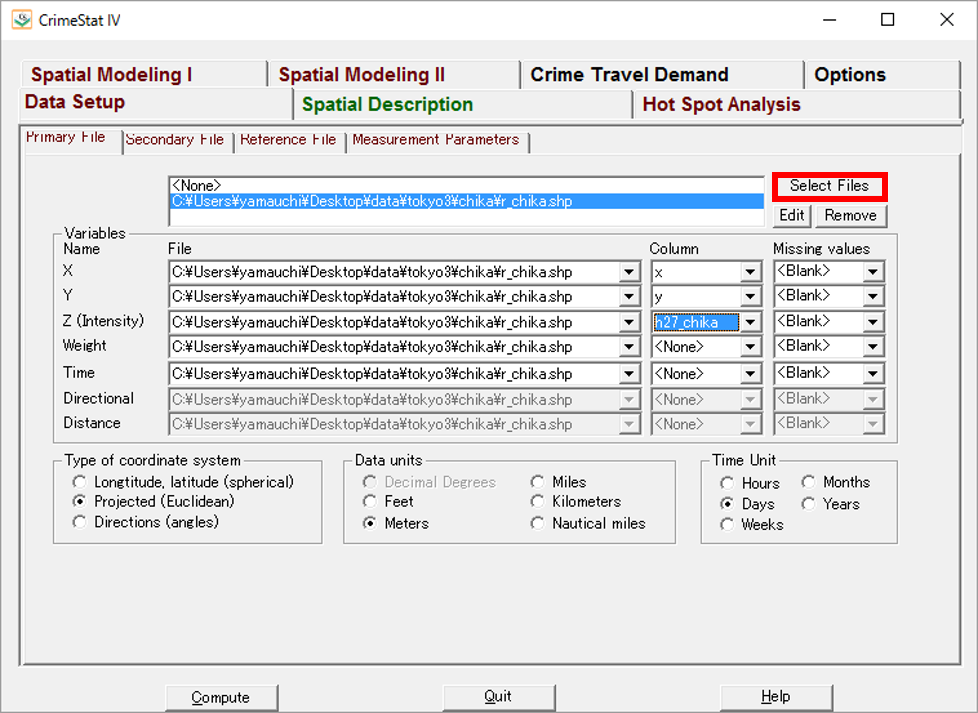 CrimeStat IV
Spatial Modeling I Spatial Modeling II Crime Travel Demand Options
Data Setup Spatial Description Hot Spot Analysis
Primary File Secondary File Reference File Measurement Parameters
<None> Select Files
C:¥Users¥yamauchi¥Desktop¥data¥tokyo3¥chika¥r_chika.shp
Edit Remove
Variables
Name File Column Missing values
X C:¥Users¥yamauchi¥Desktop¥data¥tokyo3¥chika¥r_chika.shp x <Blank>
Y C:¥Users¥yamauchi¥Desktop¥data¥tokyo3¥chika¥r_chika.shp y <Blank>
Z (Intensity) C:¥Users¥yamauchi¥Desktop¥data¥tokyo3¥chika¥r_chika.shp h27_chika <Blank>
Weight C:¥Users¥yamauchi¥Desktop¥data¥tokyo3¥chika¥r_chika.shp <None> <Blank>
Time C:¥Users¥yamauchi¥Desktop¥data¥tokyo3¥chika¥r_chika.shp <None> <Blank>
Directional C:¥Users¥yamauchi¥Desktop¥data¥tokyo3¥chika¥r_chika.shp <None> <Blank>
Distance C:¥Users¥yamauchi¥Desktop¥data¥tokyo3¥chika¥r_chika.shp <None> <Blank>
Type of coordinate system Data units Time Unit
Longtitude, latitude (spherical) Decimal Degrees Miles Hours Months
Projected (Euclidean) Feet Kilometers Days Years
Directions (angles) Meters Nautical miles Weeks
Compute Quit Help